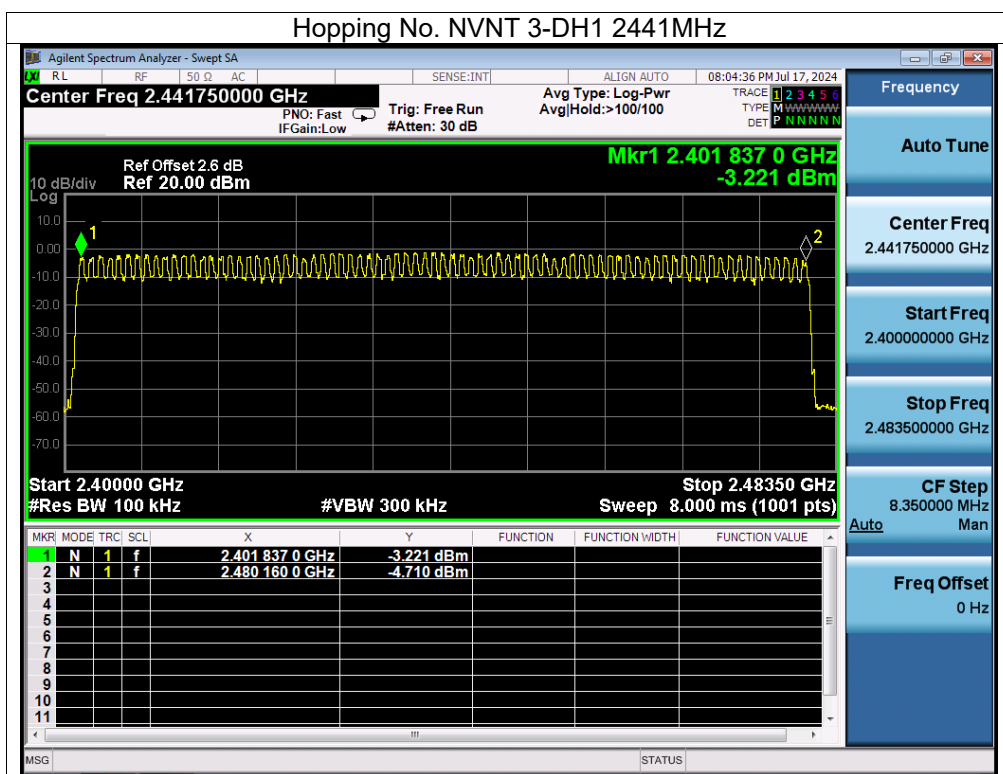 Hopping No. NVNT 3-DH1 2441MHz
Agilent Spectrum Analyzer - Swept SA
LXI RL RF 50 Ω AC SENSE:INT ALIGN AUTO 08:04:36 PM Jul 17, 2024
Center Freq 2.441750000 GHz
PNO: Fast
IFGain:Low
Trig: Free Run
#Atten: 30 dB
Avg Type: Log-Pwr
Avg|Hold:>100/100
TRACE 1 2 3 4 5 6
TYPE M WWWWW
DET P N N N N N
Ref Offset 2.6 dB
10 dB/div Ref 20.00 dBm
Log
Mkr1 2.401 837 0 GHz
-3.221 dBm
10.0
0.00
-10.0
-20.0
-30.0
-40.0
-50.0
-60.0
-70.0
1
2
Start 2.40000 GHz Stop 2.48350 GHz
#Res BW 100 kHz #VBW 300 kHz Sweep 8.000 ms (1001 pts)
MKR MODE TRC SCL X Y FUNCTION FUNCTION WIDTH FUNCTION VALUE
1 N 1 f 2.401 837 0 GHz -3.221 dBm
2 N 1 f 2.480 160 0 GHz -4.710 dBm
3
4
5
6
7
8
9
10
11
MSG STATUS
Frequency
Auto Tune
Center Freq
2.441750000 GHz
Start Freq
2.400000000 GHz
Stop Freq
2.483500000 GHz
CF Step
8.350000 MHz
Auto Man
Freq Offset
0 Hz